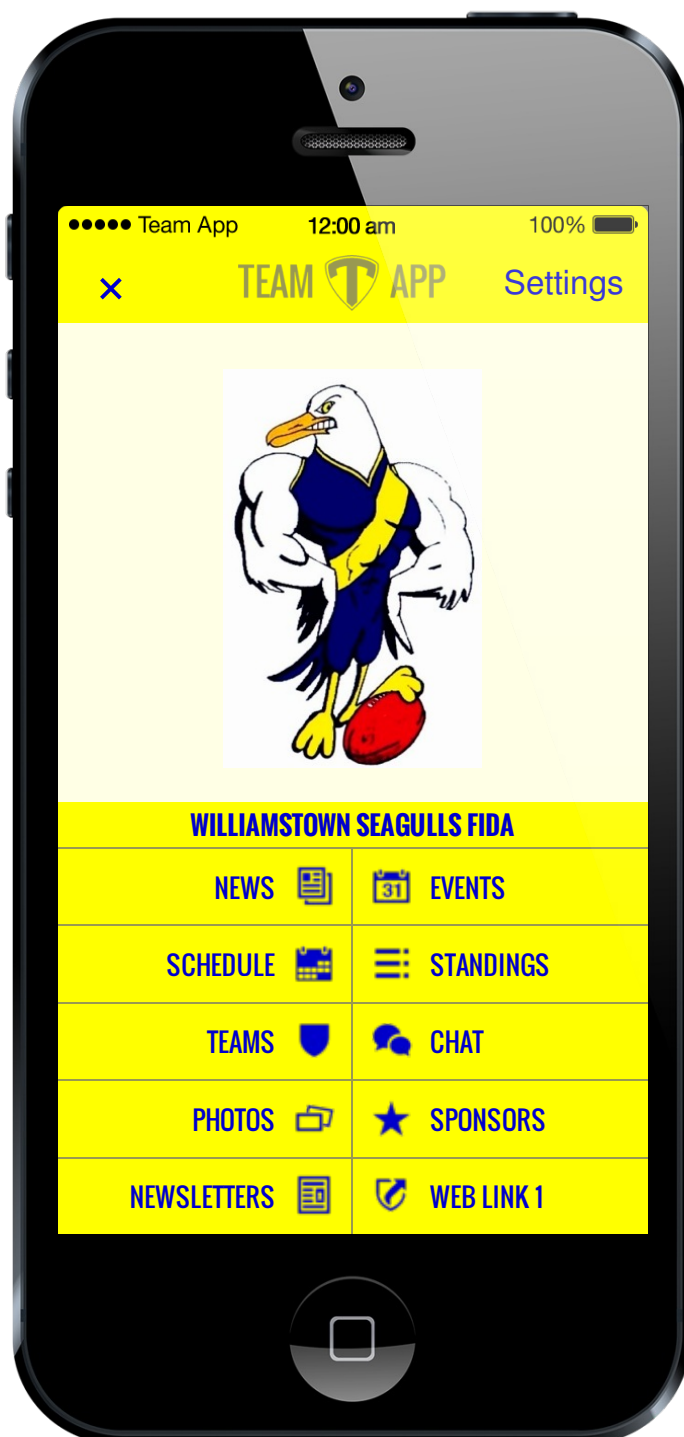 Team App 12:00 am 100%
× TEAM T APP Settings
WILLIAMSTOWN SEAGULLS FIDA
NEWS 31 EVENTS
SCHEDULE STANDINGS
TEAMS CHAT
PHOTOS SPONSORS
NEWSLETTERS WEB LINK 1